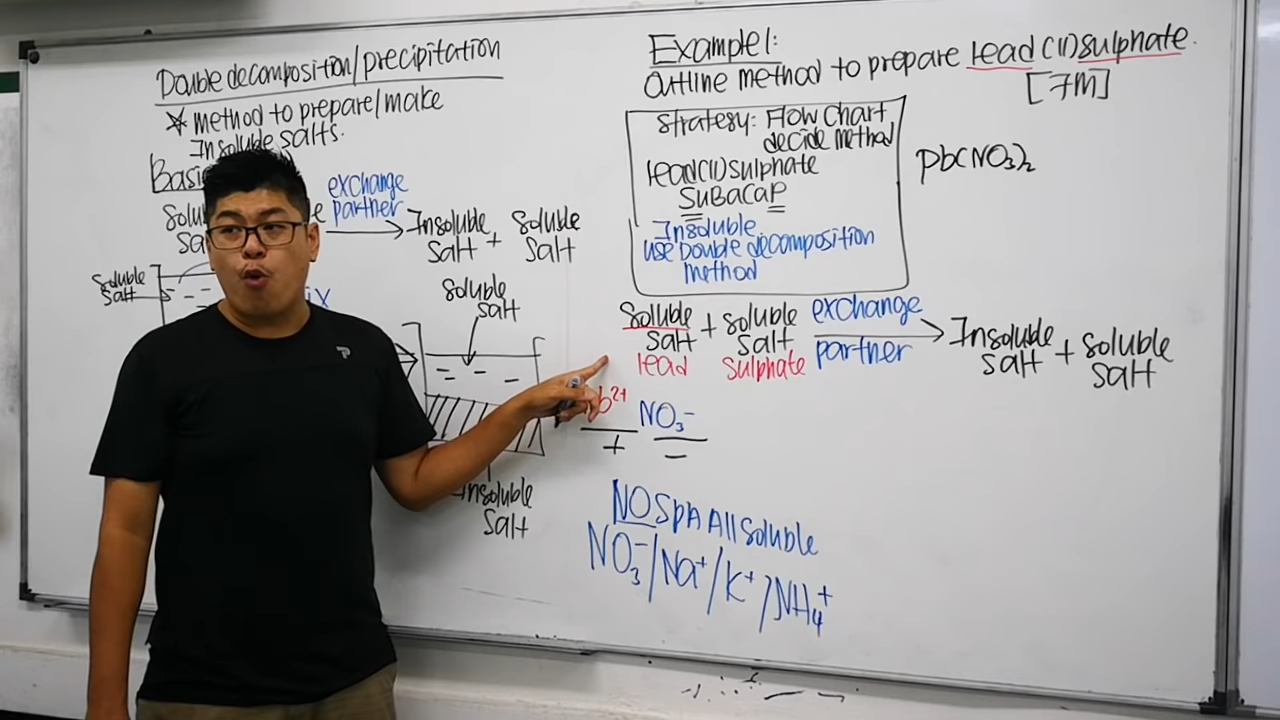 Double decomposition/precipitation
* method to prepare/make
Insoluble salts.
exchange
partner
Insoluble
salt
+
Soluble
salt
Soluble
salt
Soluble
salt
Insoluble
salt
Example 1:
Outline method to prepare lead(II) sulphate.
[7M]
Strategy: Flow Chart
decide method
lead(II) sulphate
SuBaCaP
Insoluble
use Double decomposition
method
Pb(NO₃)₂
Soluble
salt
+
soluble
salt
exchange
partner
Insoluble
salt
+
soluble
salt
lead
sulphate
NO₃⁻
+
−
NO SPA All soluble
NO₃⁻/Na⁺/K⁺/NH₄⁺